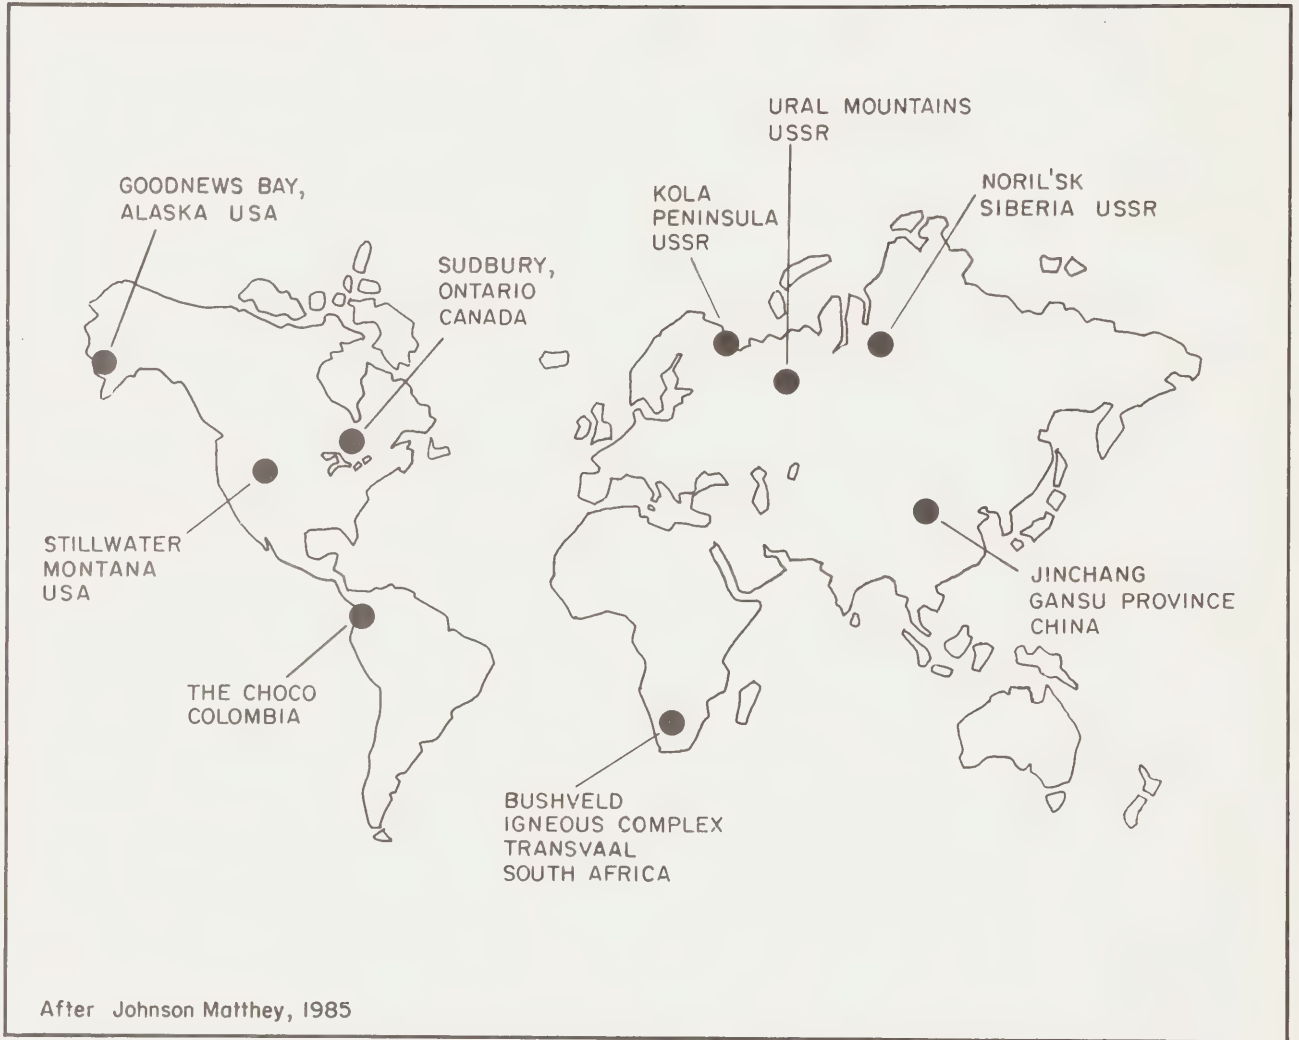 URAL MOUNTAINS
USSR
GOODNEWS BAY,
ALASKA USA
KOLA
PENINSULA
USSR
NORIL'SK
SIBERIA USSR
SUDBURY,
ONTARIO
CANADA
STILLWATER
MONTANA
USA
JINCHANG
GANSU PROVINCE
CHINA
THE CHOCO
COLOMBIA
BUSHVELD
IGNEOUS COMPLEX
TRANSVAAL
SOUTH AFRICA
After Johnson Matthey, 1985